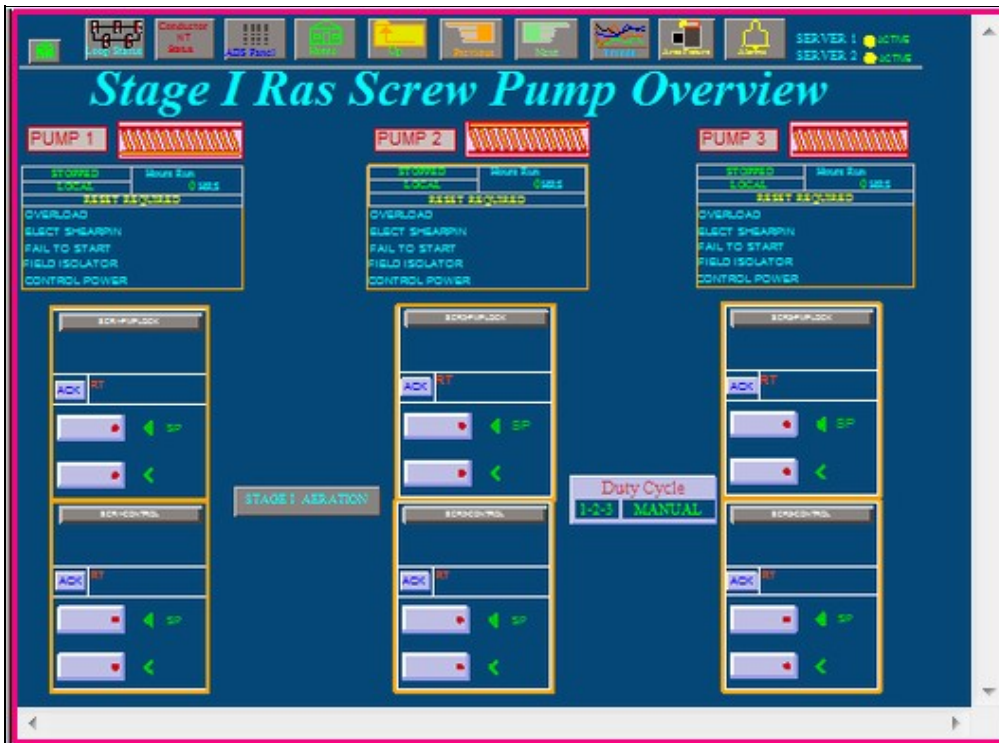 Loop Status
Conductor
NT
Status
ADS Panel
Up
Previous
Next
Area Return
Alarms
SERVER 1 ACTIVE
SERVER 2 ACTIVE
Stage I Ras Screw Pump Overview
PUMP 1
STOPPED Hours Run
LOCAL 0 HRS
RESET REQUIRED
OVERLOAD
ELECT SHEARPIN
FAIL TO START
FIELD ISOLATOR
CONTROL POWER
PUMP 2
STOPPED Hours Run
LOCAL 0 HRS
RESET REQUIRED
OVERLOAD
ELECT SHEARPIN
FAIL TO START
FIELD ISOLATOR
CONTROL POWER
PUMP 3
STOPPED Hours Run
LOCAL 0 HRS
RESET REQUIRED
OVERLOAD
ELECT SHEARPIN
FAIL TO START
FIELD ISOLATOR
CONTROL POWER
ACK RT
SP
ACK RT
SP
ACK RT
SP
STAGE I AERATION
Duty Cycle
1-2-3 MANUAL
ACK RT
SP
ACK RT
SP
ACK RT
SP